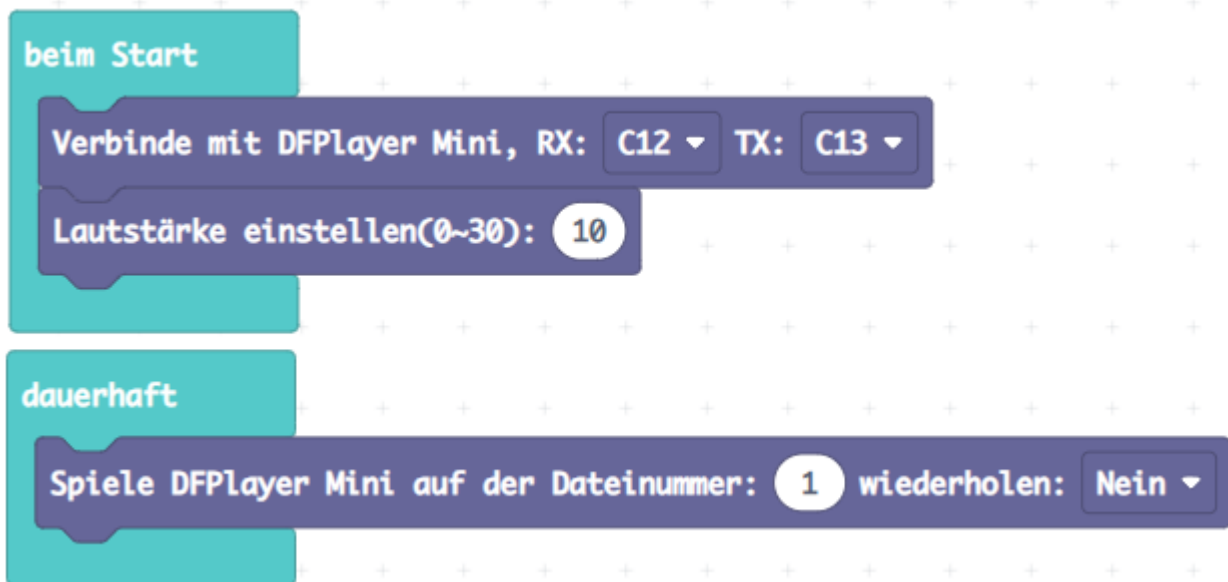 beim Start
Verbinde mit DFPlayer Mini, RX: C12 TX: C13
Lautstärke einstellen(0~30): 10
dauerhaft
Spiele DFPlayer Mini auf der Dateinummer: 1 wiederholen: Nein